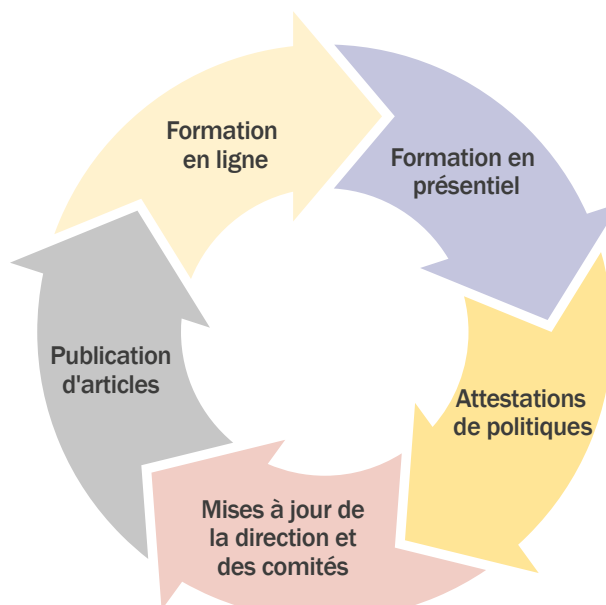 Formation
en ligne
Formation en
présentiel
Attestations
de politiques
Mises à jour de
la direction et
des comités
Publication
d'articles